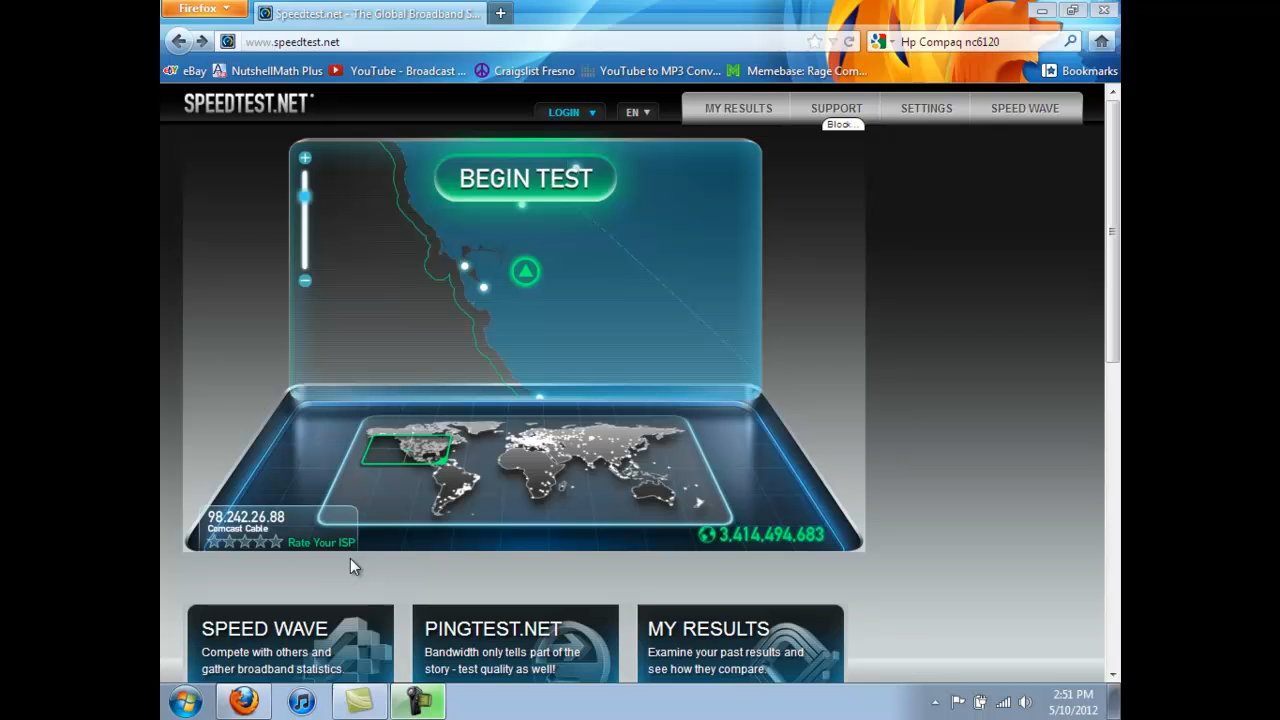 Firefox
Speedtest.net - The Global Broadband S...
www.speedtest.net
Hp Compaq nc6120
eBay
NutshellMath Plus
YouTube - Broadcast ...
Craigslist Fresno
YouTube to MP3 Conv...
Memebase: Rage Com...
Bookmarks
SPEEDTEST.NET
LOGIN
EN
MY RESULTS
SUPPORT
SETTINGS
SPEED WAVE
Block...
BEGIN TEST
98.242.26.88
Comcast Cable
Rate Your ISP
3,414,494,683
SPEED WAVE
Compete with others and
gather broadband statistics.
PINGTEST.NET
Bandwidth only tells part of the
story - test quality as well!
MY RESULTS
Examine your past results and
see how they compare.
2:51 PM
5/10/2012